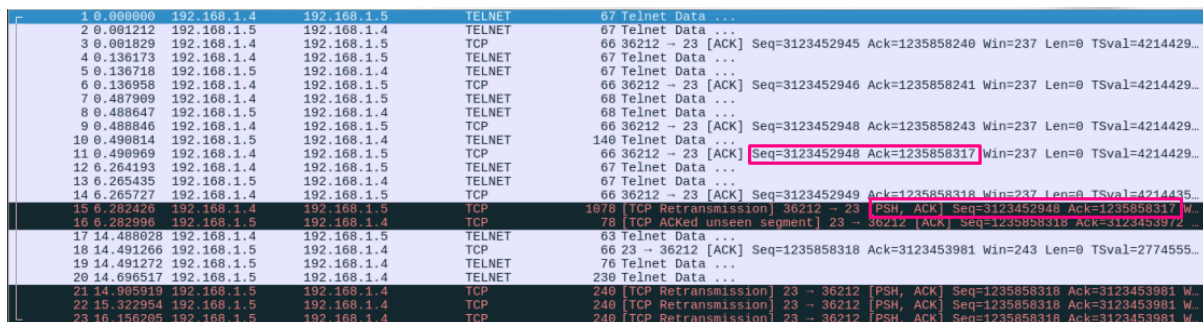 1 0.000000 192.168.1.4 192.168.1.5 TELNET 67 Telnet Data ...
2 0.001212 192.168.1.5 192.168.1.4 TELNET 67 Telnet Data ...
3 0.001829 192.168.1.4 192.168.1.5 TCP 66 36212 → 23 [ACK] Seq=3123452945 Ack=1235858240 Win=237 Len=0 TSval=4214429…
4 0.136173 192.168.1.4 192.168.1.5 TELNET 67 Telnet Data ...
5 0.136718 192.168.1.5 192.168.1.4 TELNET 67 Telnet Data ...
6 0.136958 192.168.1.4 192.168.1.5 TCP 66 36212 → 23 [ACK] Seq=3123452946 Ack=1235858241 Win=237 Len=0 TSval=4214429…
7 0.487909 192.168.1.4 192.168.1.5 TELNET 68 Telnet Data ...
8 0.488647 192.168.1.5 192.168.1.4 TELNET 68 Telnet Data ...
9 0.488846 192.168.1.4 192.168.1.5 TCP 66 36212 → 23 [ACK] Seq=3123452948 Ack=1235858243 Win=237 Len=0 TSval=4214429…
10 0.490814 192.168.1.5 192.168.1.4 TELNET 140 Telnet Data ...
11 0.490969 192.168.1.4 192.168.1.5 TCP 66 36212 → 23 [ACK] Seq=3123452948 Ack=1235858317 Win=237 Len=0 TSval=4214429…
12 6.264193 192.168.1.4 192.168.1.5 TELNET 67 Telnet Data ...
13 6.265435 192.168.1.5 192.168.1.4 TELNET 67 Telnet Data ...
14 6.265727 192.168.1.4 192.168.1.5 TCP 66 36212 → 23 [ACK] Seq=3123452949 Ack=1235858318 Win=237 Len=0 TSval=4214435…
15 6.282426 192.168.1.4 192.168.1.5 TCP 1078 [TCP Retransmission] 36212 → 23 [PSH, ACK] Seq=3123452948 Ack=1235858317 W…
16 6.282996 192.168.1.5 192.168.1.4 TCP 78 [TCP ACKed unseen segment] 23 → 36212 [ACK] Seq=1235858318 Ack=3123453972 …
17 14.488028 192.168.1.4 192.168.1.5 TELNET 63 Telnet Data ...
18 14.491266 192.168.1.5 192.168.1.4 TCP 66 23 → 36212 [ACK] Seq=1235858318 Ack=3123453981 Win=243 Len=0 TSval=2774555…
19 14.491272 192.168.1.5 192.168.1.4 TELNET 76 Telnet Data ...
20 14.696517 192.168.1.5 192.168.1.4 TELNET 230 Telnet Data ...
21 14.905919 192.168.1.5 192.168.1.4 TCP 240 [TCP Retransmission] 23 → 36212 [PSH, ACK] Seq=1235858318 Ack=3123453981 W…
22 15.322954 192.168.1.5 192.168.1.4 TCP 240 [TCP Retransmission] 23 → 36212 [PSH, ACK] Seq=1235858318 Ack=3123453981 W…
23 16.156205 192.168.1.5 192.168.1.4 TCP 240 [TCP Retransmission] 23 → 36212 [PSH, ACK] Seq=1235858318 Ack=3123453981 W…